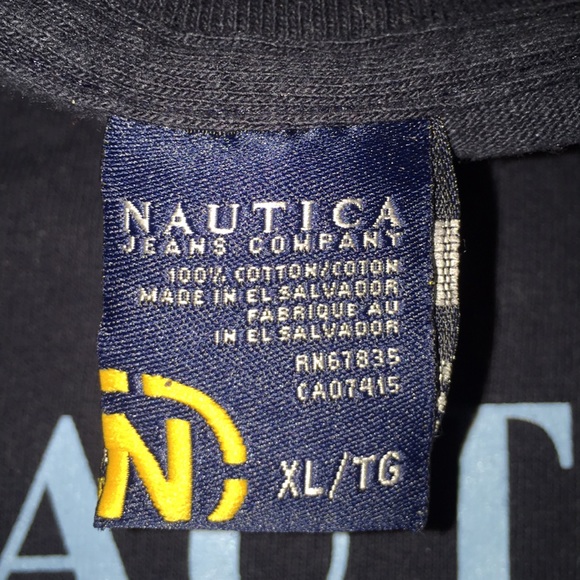 NAUTICA
JEANS COMPANY
100% COTTON/COTON
MADE IN EL SALVADOR
FABRIQUE AU
IN EL SALVADOR
RN67835
CA07415
N
XL/TG
AUT